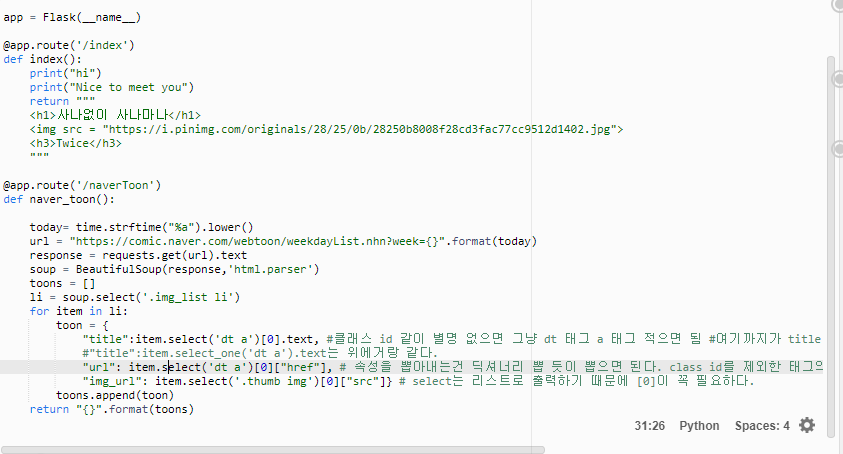 app = Flask(__name__)
@app.route('/index')
def index():
    print("hi")
    print("Nice to meet you")
    return """
    <h1>사나없이 사나마나</h1>
    <img src = "https://i.pinimg.com/originals/28/25/0b/28250b8008f28cd3fac77cc9512d1402.jpg">
    <h3>Twice</h3>
    """
@app.route('/naverToon')
def naver_toon():
    today= time.strftime("%a").lower()
    url = "https://comic.naver.com/webtoon/weekdayList.nhn?week={}".format(today)
    response = requests.get(url).text
    soup = BeautifulSoup(response,'html.parser')
    toons = []
    li = soup.select('.img_list li')
    for item in li:
        toon = {
            "title":item.select('dt a')[0].text, #클래스 id 같이 별명 없으면 그냥 dt 태그 a 태그 적으면 됨 #여기까지가 title
            #"title":item.select_one('dt a').text는 위에거랑 같다.
            "url": item.select('dt a')[0]["href"], # 속성을 뽑아내는건 딕셔너리 뽑 듯이 뽑으면 된다. class id를 제외한 태그의
            "img_url": item.select('.thumb img')[0]["src"]} # select는 리스트로 출력하기 때문에 [0]이 꼭 필요하다.
        toons.append(toon)
    return "{}".format(toons)
31:26 Python Spaces: 4